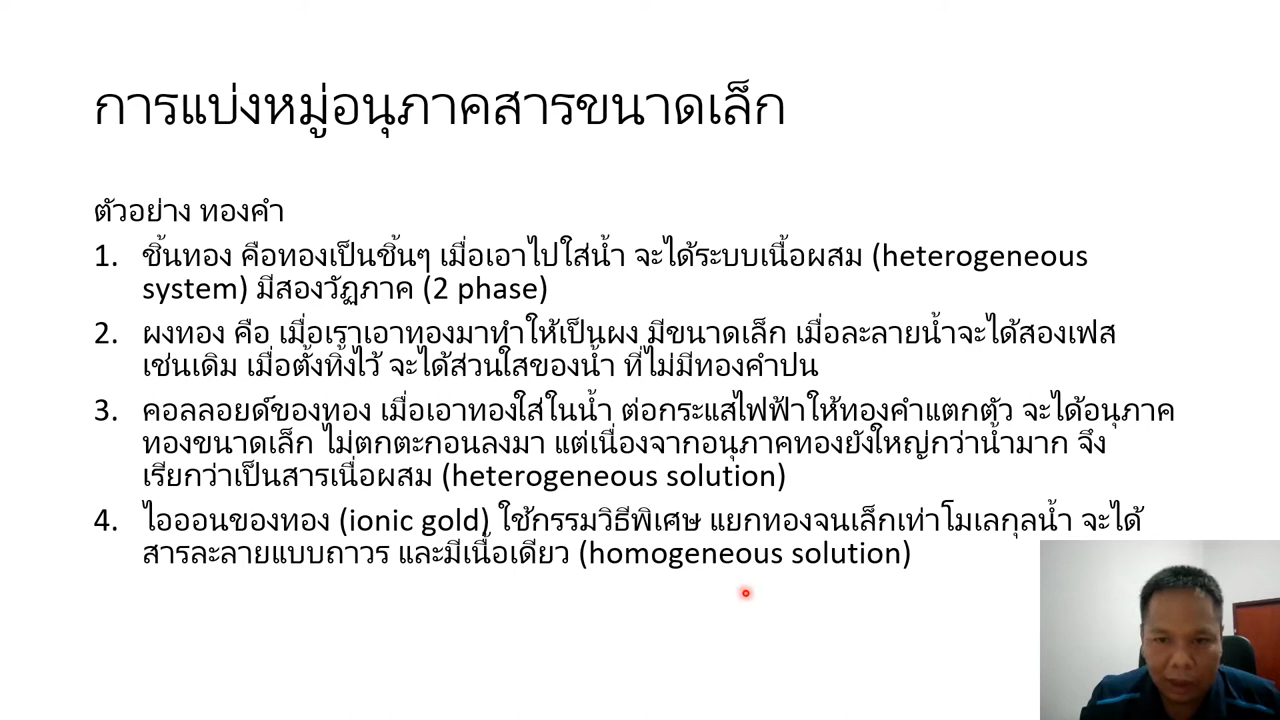 การแบ่งหมู่อนุภาคสารขนาดเล็ก
ตัวอย่าง ทองคำ
1. ชิ้นทอง คือทองเป็นชิ้นๆ เมื่อเอาไปใส่น้ำ จะได้ระบบเนื้อผสม (heterogeneous
system) มีสองวัฏภาค (2 phase)
2. ผงทอง คือ เมื่อเราเอาทองมาทำให้เป็นผง มีขนาดเล็ก เมื่อละลายน้ำจะได้สองเฟส
เช่นเดิม เมื่อตั้งทิ้งไว้ จะได้ส่วนใสของน้ำ ที่ไม่มีทองคำปน
3. คอลลอยด์ของทอง เมื่อเอาทองใส่ในน้ำ ต่อกระแสไฟฟ้าให้ทองคำแตกตัว จะได้อนุภาค
ทองขนาดเล็ก ไม่ตกตะกอนลงมา แต่เนื่องจากอนุภาคทองยังใหญ่กว่าน้ำมาก จึง
เรียกว่าเป็นสารเนื่อผสม (heterogeneous solution)
4. ไอออนของทอง (ionic gold) ใช้กรรมวิธีพิเศษ แยกทองจนเล็กเท่าโมเลกุลน้ำ จะได้
สารละลายแบบถาวร และมีเนื้อเดียว (homogeneous solution)